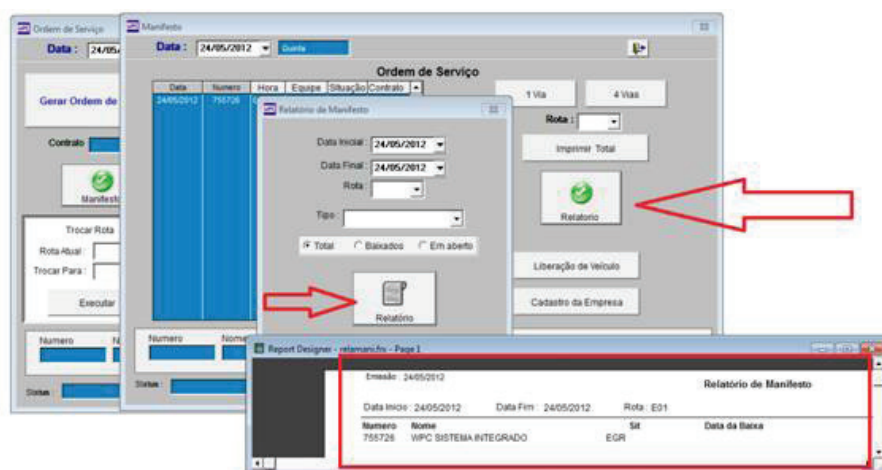 Ordem de Serviço
Data : 24/05/
Gerar Ordem de
Contrato
Manifesto
Trocar Rota
Rota Atual :
Trocar Para :
Executar
Numero
Status :
Manifesto
Data : 24/05/2012 Quinta
Ordem de Serviço
Data Numero Hora Equipe Situação Contrato
24/05/2012 755726
1 Via 4 Vias
Rota :
Imprimir Total
Relatorio
Liberação de Veículo
Cadastro da Empresa
Numero Nome
Status :
Relatório de Manifesto
Data Inicial : 24/05/2012
Data Final : 24/05/2012
Rota
Tipo :
Total Baixados Em aberto
Relatório
Report Designer - relamani.frx - Page 1
Emissão : 24/05/2012
Relatório de Manifesto
Data Inicio : 24/05/2012 Data Fim : 24/05/2012 Rota : E01
Numero Nome Sit Data da Baixa
755726 WPC SISTEMA INTEGRADO EGR